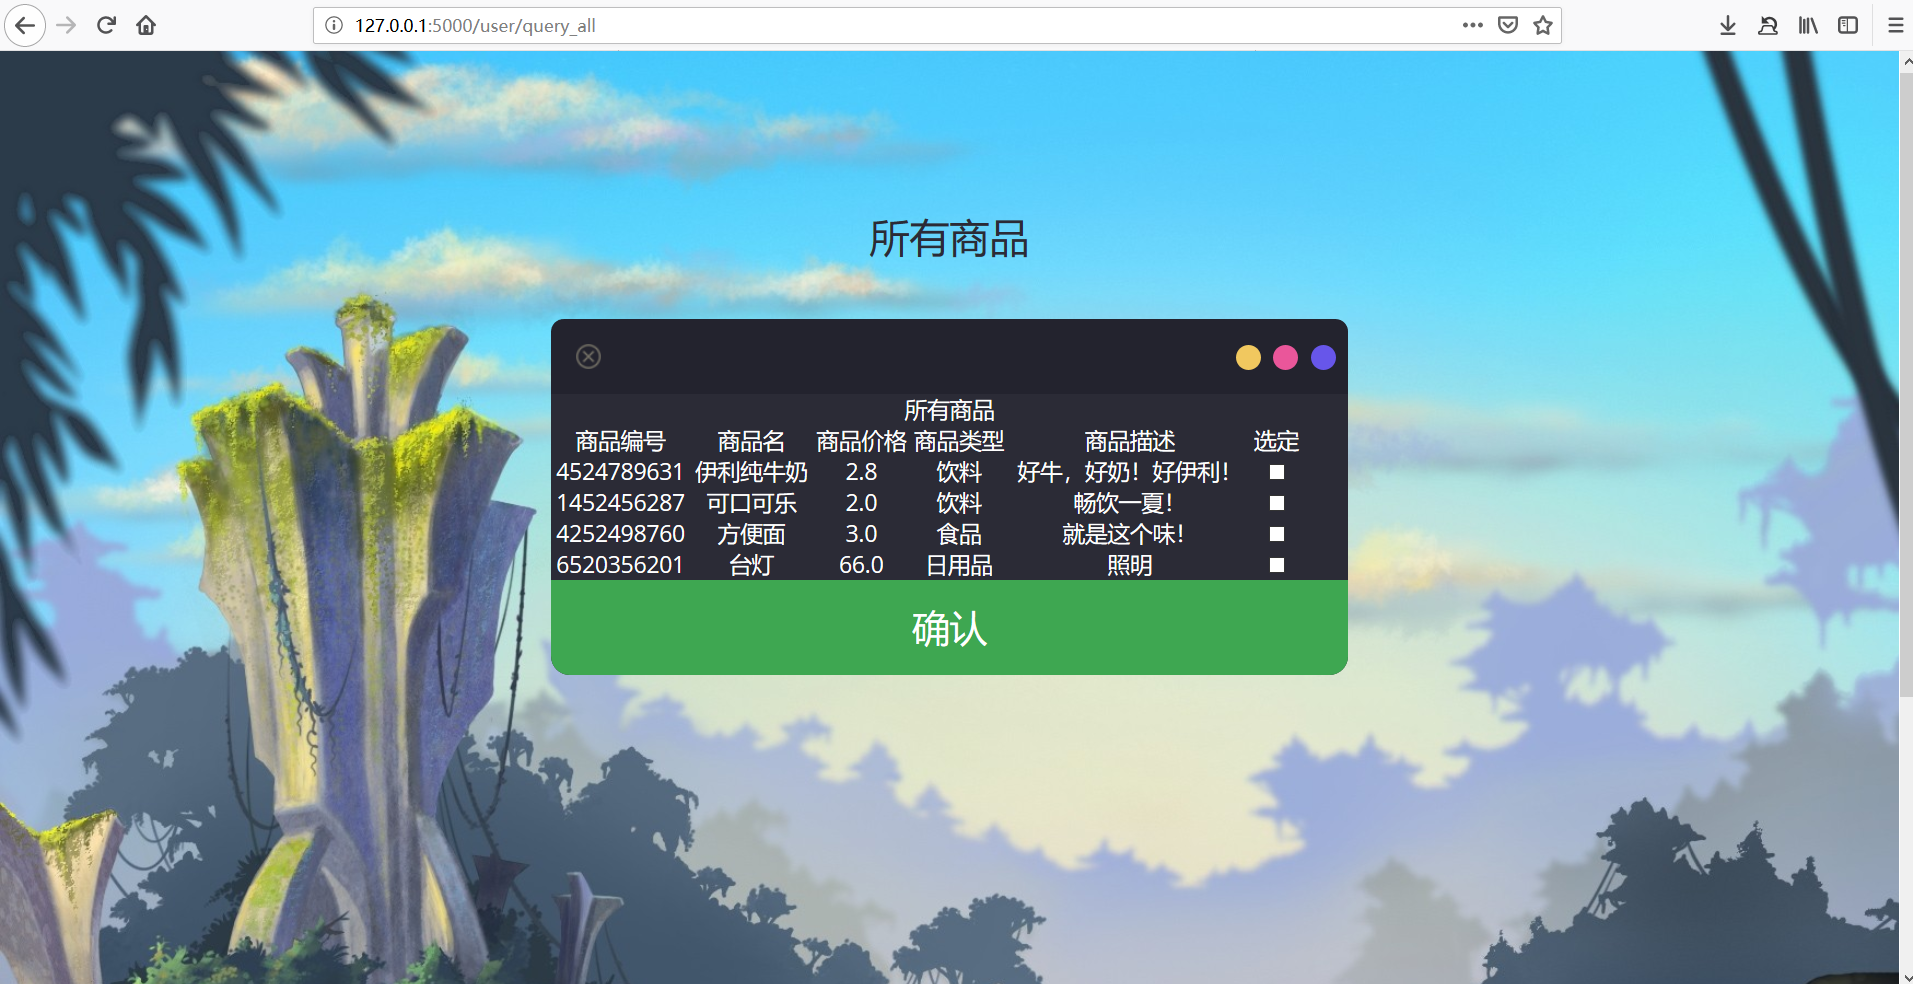 127.0.0.1:5000/user/query_all
所有商品
所有商品
商品编号 商品名 商品价格 商品类型 商品描述 选定
4524789631 伊利纯牛奶 2.8 饮料 好牛，好奶！好伊利！
1452456287 可口可乐 2.0 饮料 畅饮一夏！
4252498760 方便面 3.0 食品 就是这个味！
6520356201 台灯 66.0 日用品 照明
确认